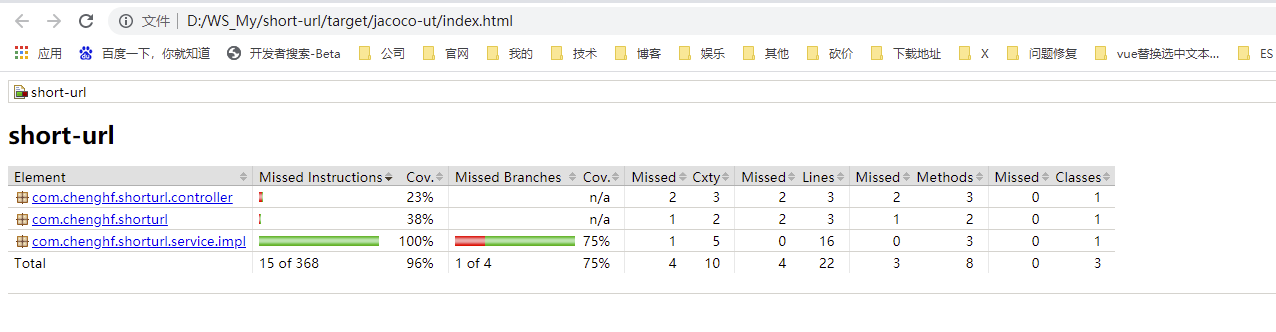 文件 D:/WS_My/short-url/target/jacoco-ut/index.html
应用 百度一下,你就知道 开发者搜索-Beta 公司 官网 我的 技术 博客 娱乐 其他 砍价 下载地址 X 问题修复 vue替换选中文本... ES
short-url
short-url
Element Missed Instructions Cov. Missed Branches Cov. Missed Cxty Missed Lines Missed Methods Missed Classes
com.chenghf.shorturl.controller 23% n/a 2 3 2 3 2 3 0 1
com.chenghf.shorturl 38% n/a 1 2 2 3 1 2 0 1
com.chenghf.shorturl.service.impl 100% 75% 1 5 0 16 0 3 0 1
Total 15 of 368 96% 1 of 4 75% 4 10 4 22 3 8 0 3